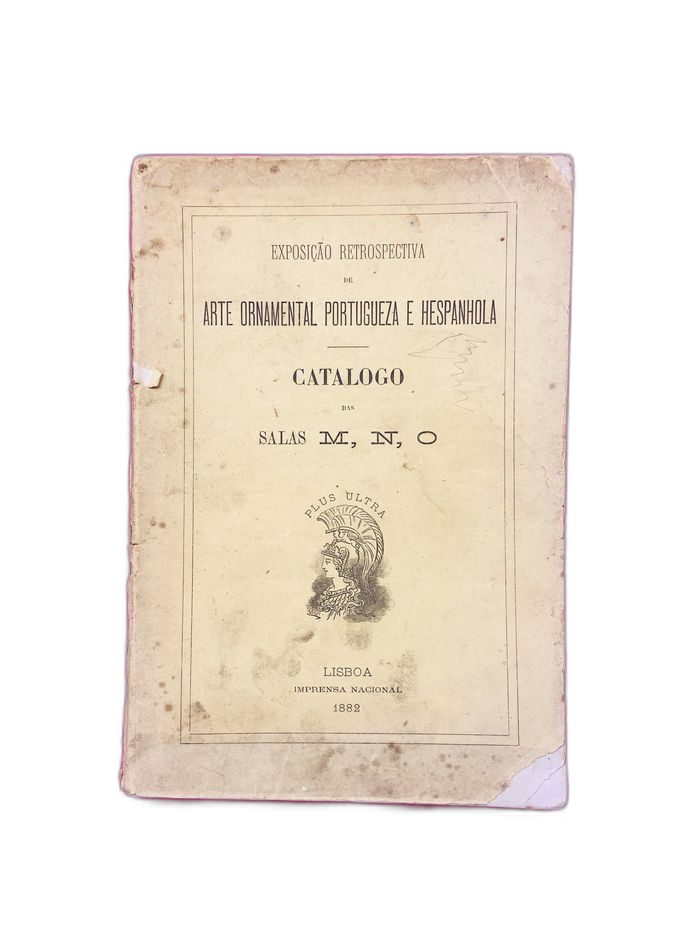 EXPOSIÇÃO RETROSPECTIVA
DE
ARTE ORNAMENTAL PORTUGUEZA E HESPANHOLA
CATALOGO
DAS
SALAS M, N, O
PLUS ULTRA
LISBOA
IMPRENSA NACIONAL
1882